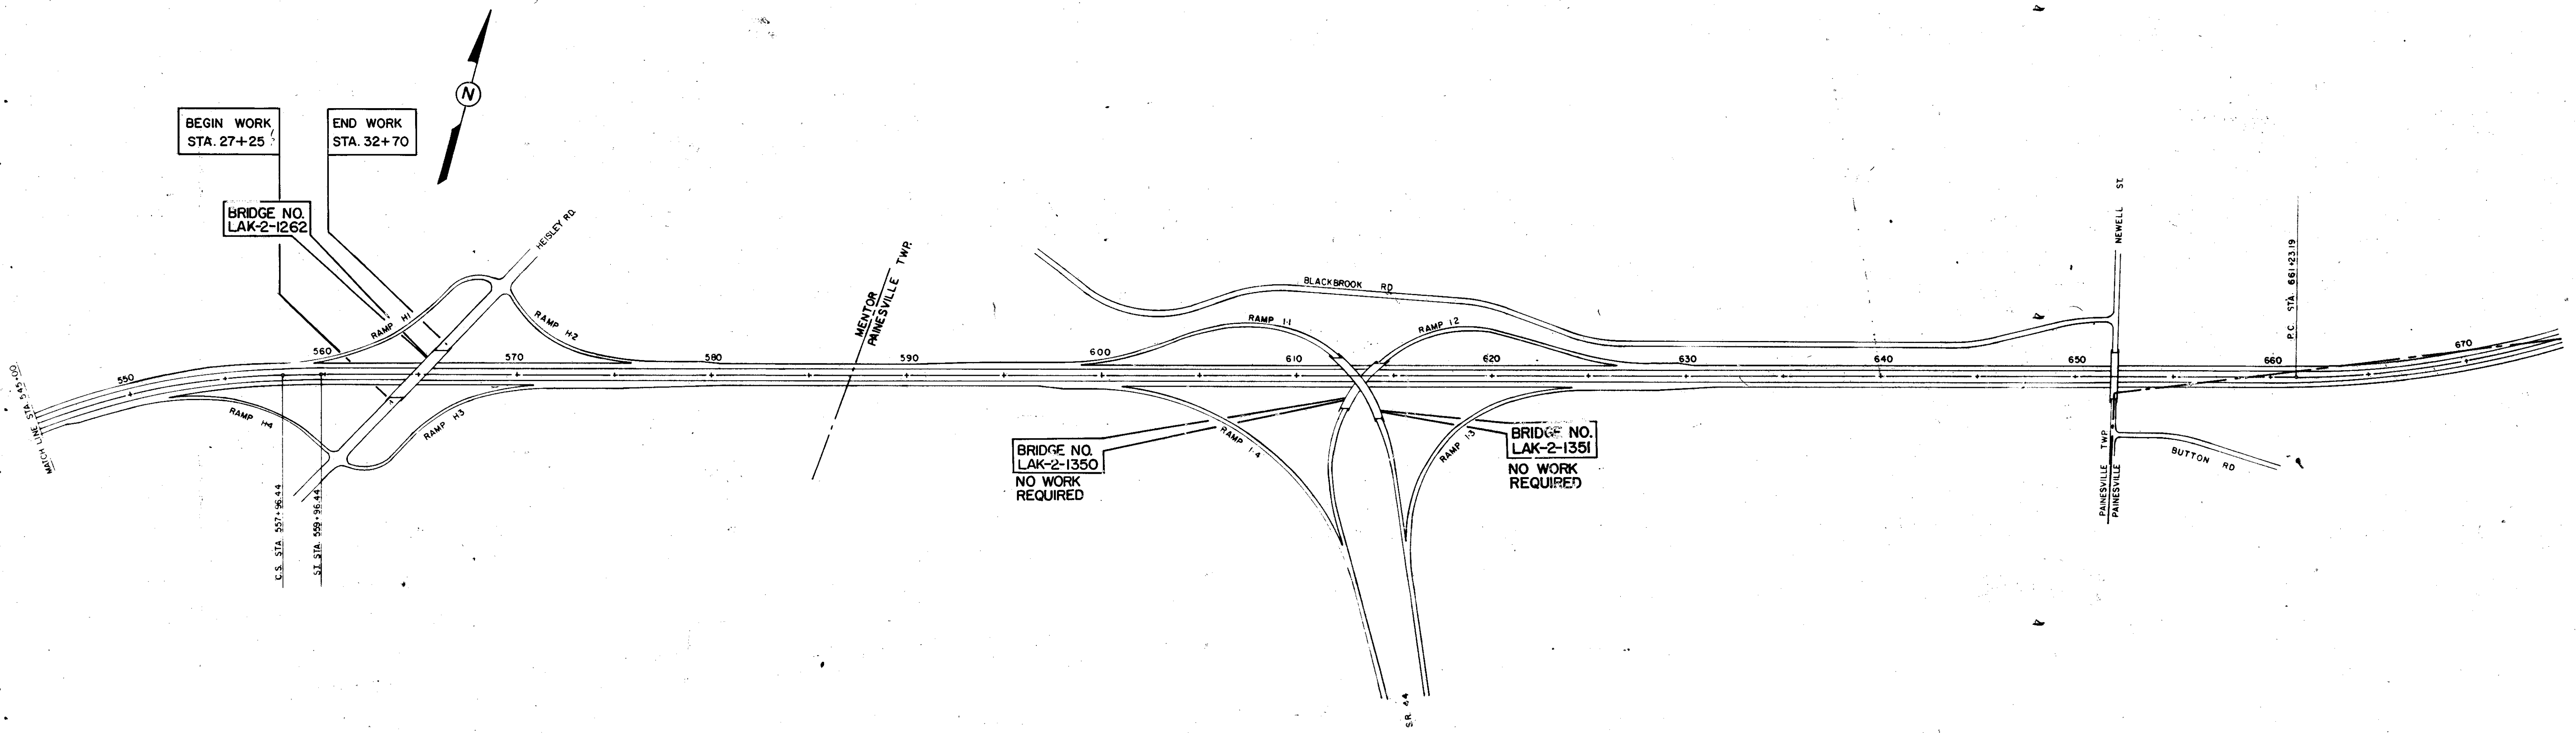 N
BEGIN WORK
STA. 27+25
END WORK
STA. 32+70
BRIDGE NO.
LAK-2-1262
HEISLEY RD.
RAMP H-1
RAMP H-2
RAMP H-3
RAMP H-4
MATCH LINE STA. 545+00
550
560
570
580
590
600
610
620
630
640
650
660
670
C.S. STA. 557+96.44
S.T. STA. 559+96.44
MENTOR
PAINESVILLE TWP.
BLACKBROOK RD.
RAMP I-1
RAMP I-2
RAMP I-3
RAMP I-4
BRIDGE NO.
LAK-2-1350
NO WORK
REQUIRED
BRIDGE NO.
LAK-2-1351
NO WORK
REQUIRED
S.R. 44
NEWELL ST.
PAINESVILLE TWP.
PAINESVILLE
BUTTON RD
P.C. STA. 661+23.19